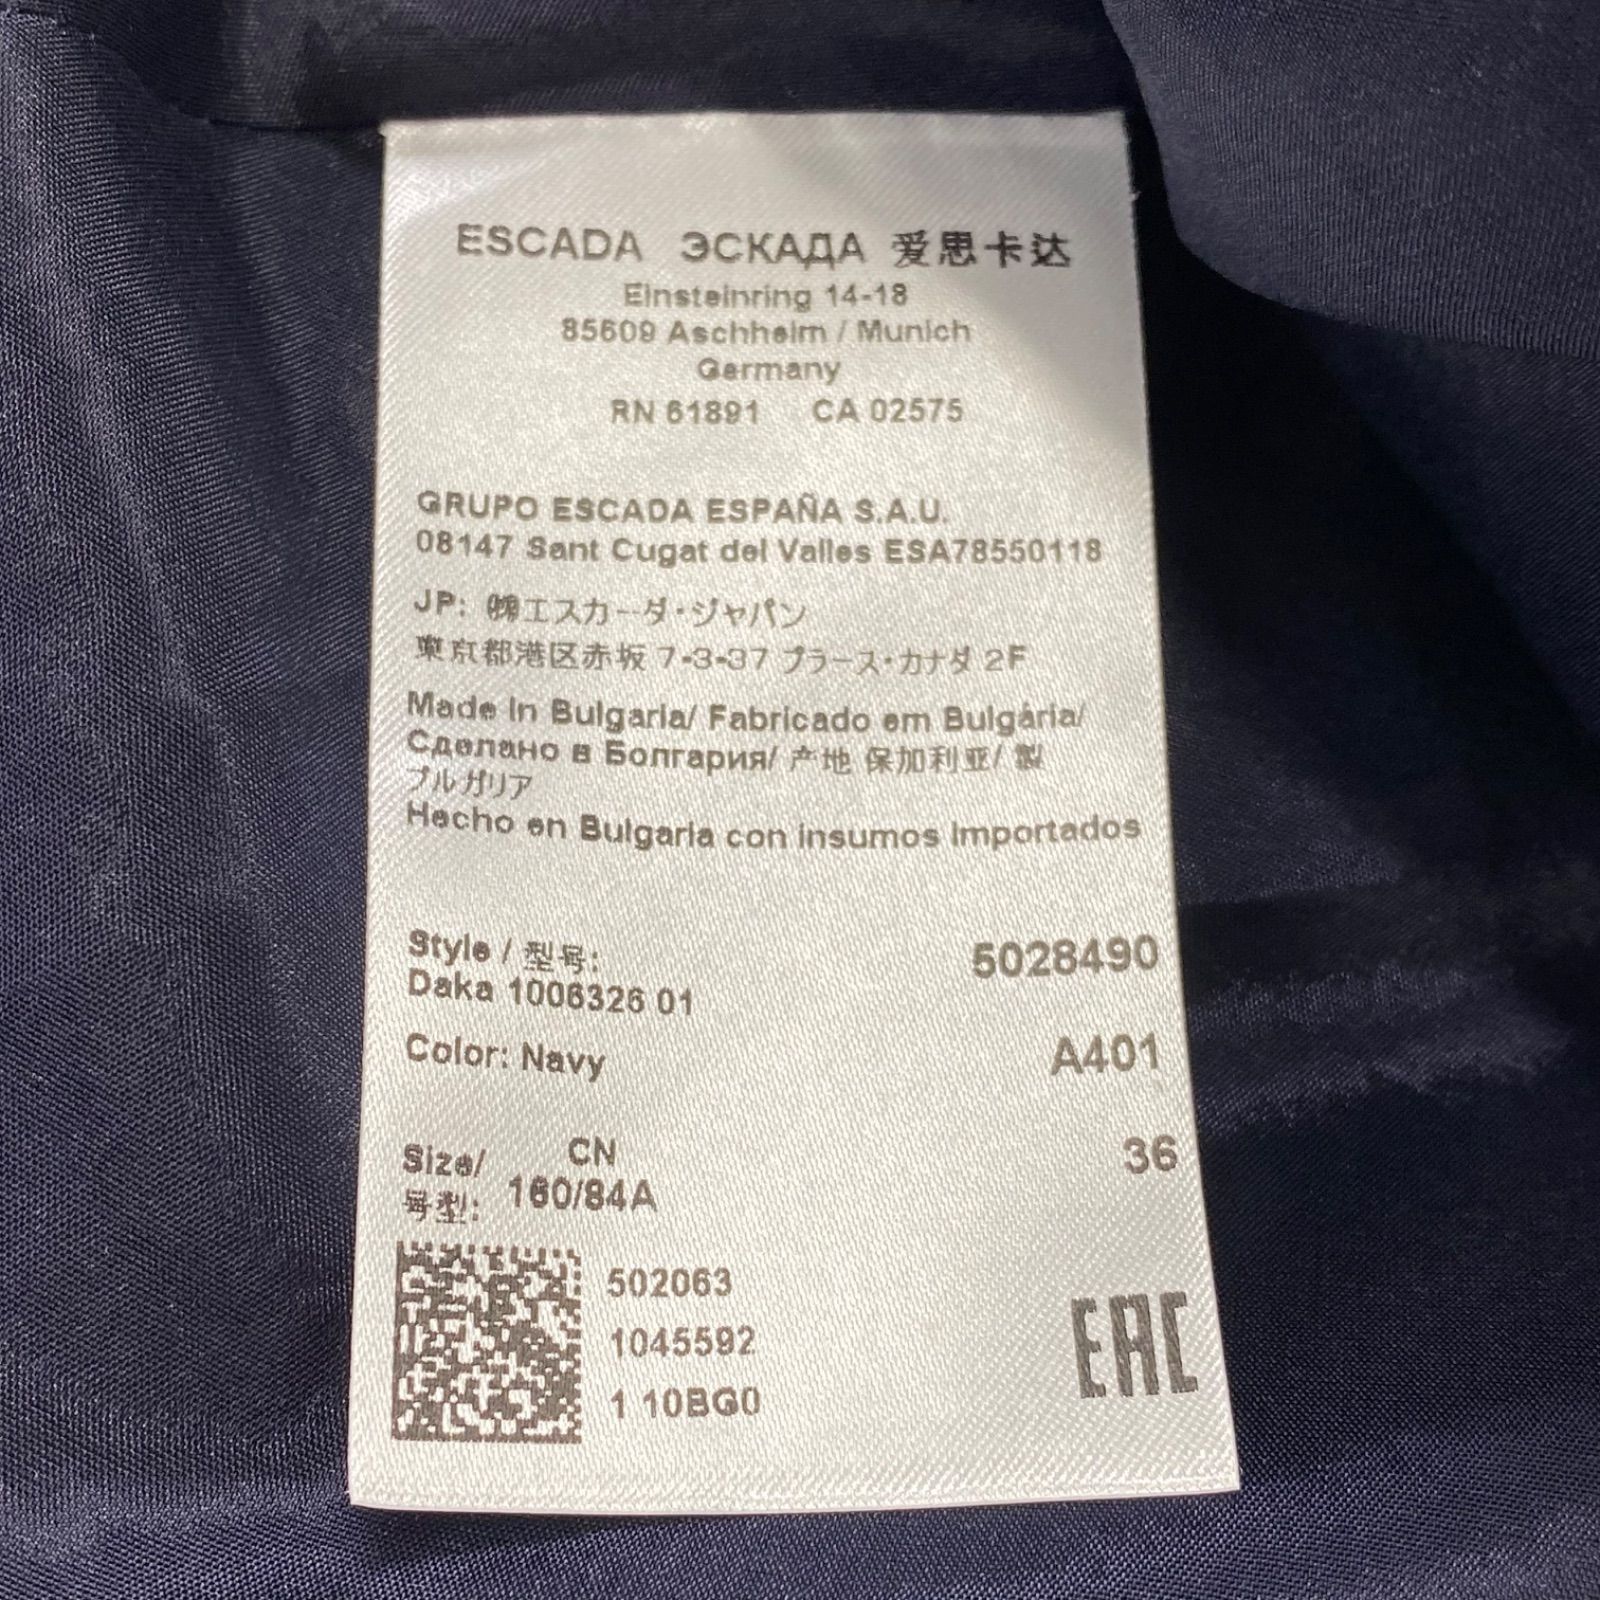 ESCADA ЭСКАДА 爱思卡达
Einsteinring 14-18
85609 Aschheim / Munich
Germany
RN 61891 CA 02575
GRUPO ESCADA ESPAÑA S.A.U.
08147 Sant Cugat del Valles ESA78550118
JP: ㈱エスカーダ・ジャパン
東京都港区赤坂 7-3-37 プラース・カナダ 2F
Made in Bulgaria/ Fabricado em Bulgária/
Сделано в Болгария/ 产地 保加利亚/ 製
ブルガリア
Hecho en Bulgaria con insumos importados
Style / 型号: 5028490
Daka 1006326 01
Color: Navy A401
Size/ CN 36
号型: 160/84A
502063
1045592
1 10BG0
EAC